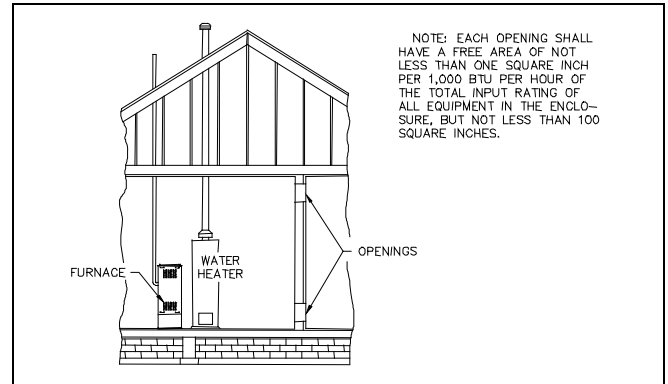 NOTE: EACH OPENING SHALL
HAVE A FREE AREA OF NOT
LESS THAN ONE SQUARE INCH
PER 1,000 BTU PER HOUR OF
THE TOTAL INPUT RATING OF
ALL EQUIPMENT IN THE ENCLO-
SURE, BUT NOT LESS THAN 100
SQUARE INCHES.
OPENINGS
WATER
HEATER
FURNACE